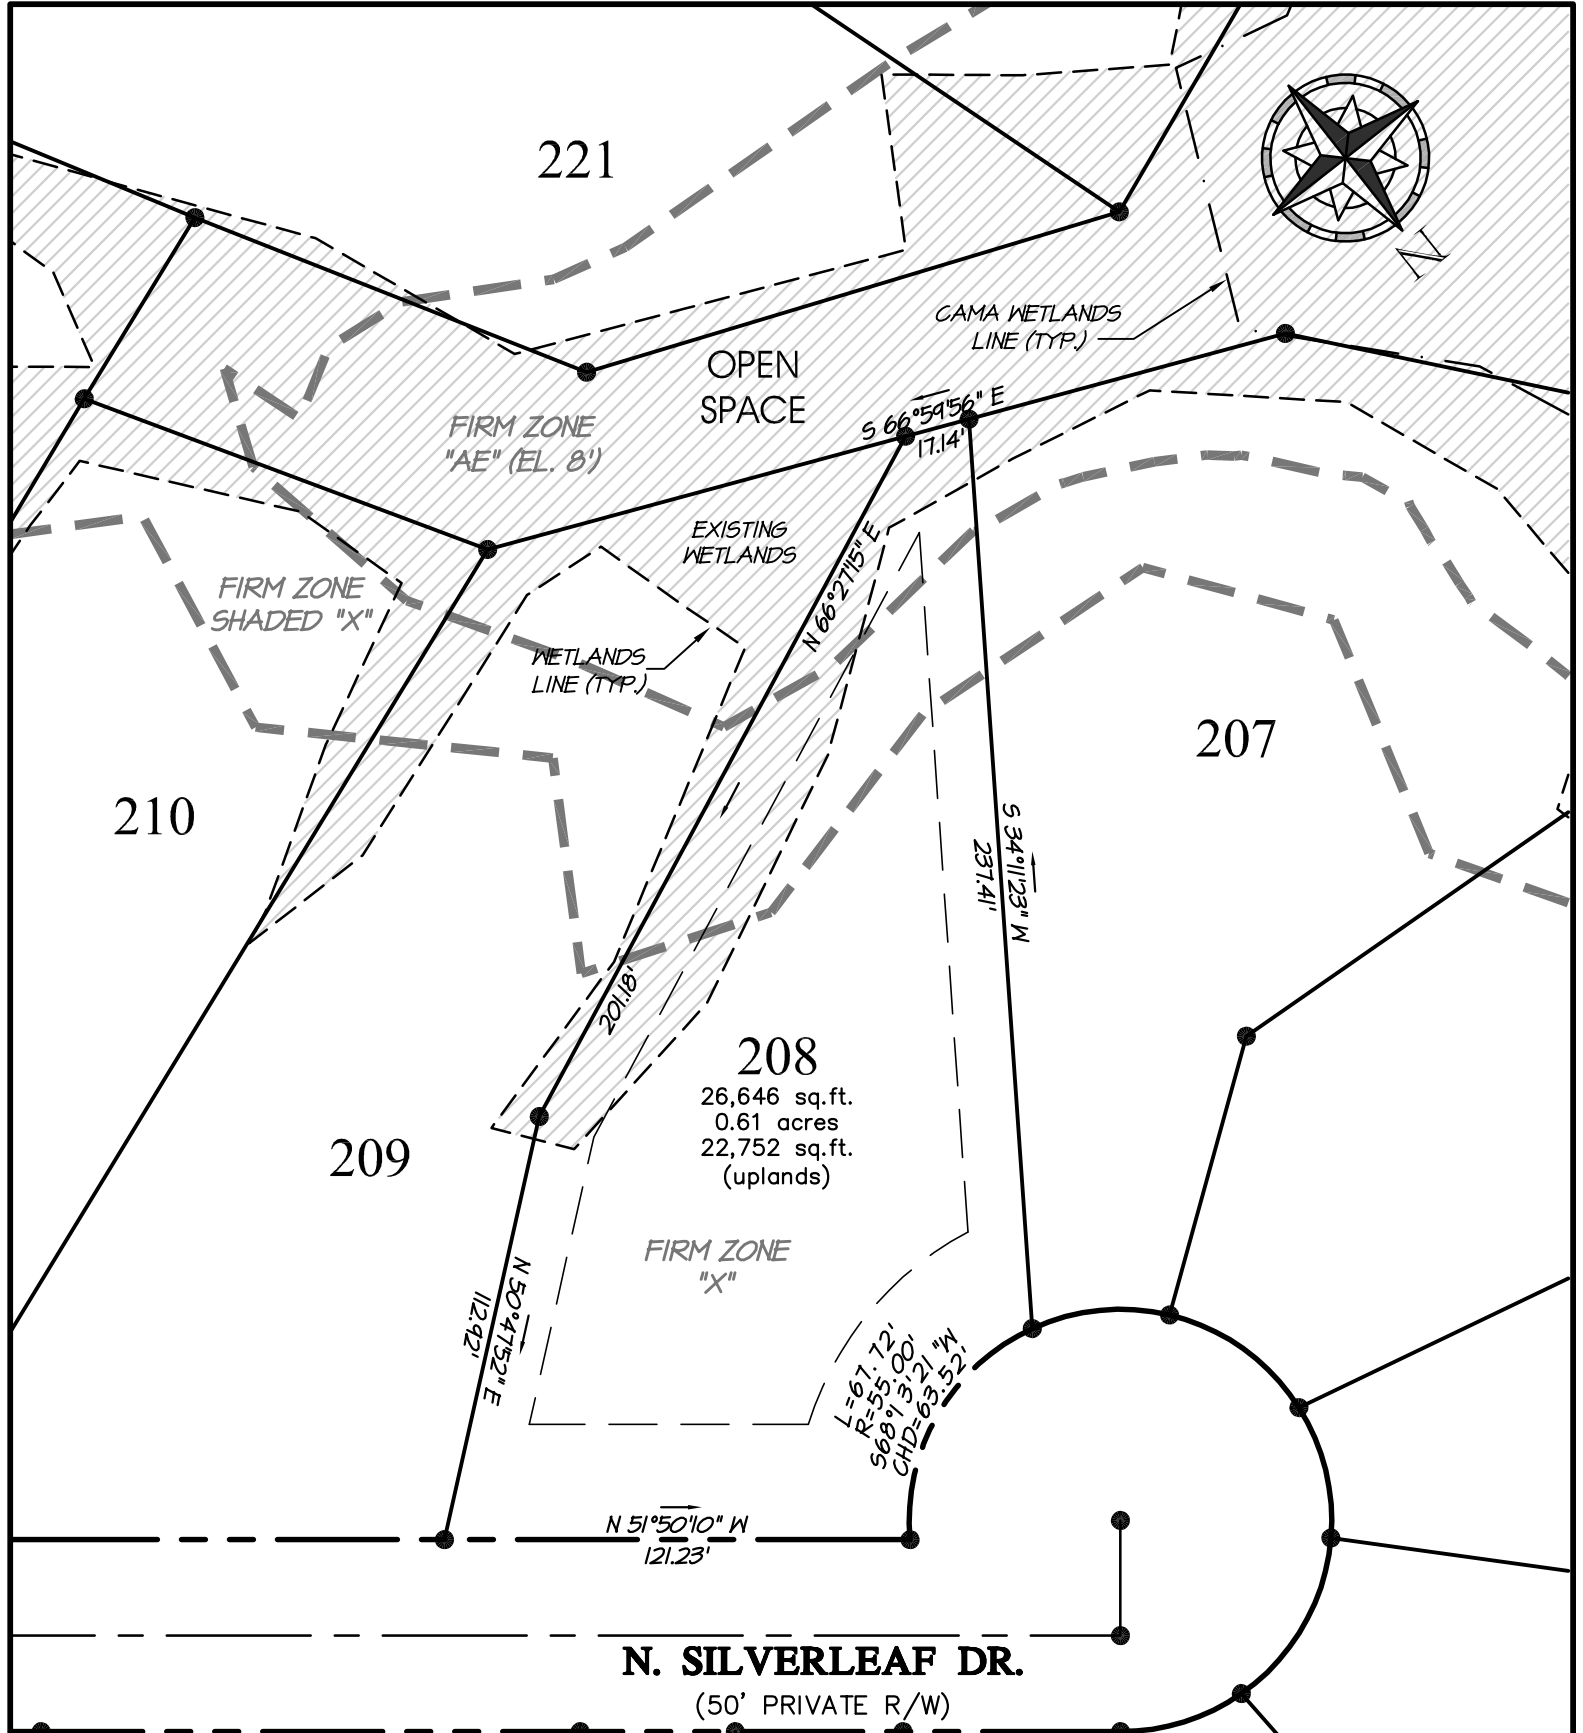 221
N
CAMA WETLANDS
LINE (TYP.)
OPEN
SPACE
S 66°59'56" E
17.14'
FIRM ZONE
"AE" (EL. 8')
EXISTING
WETLANDS
N 66°27'15" E
201.18'
FIRM ZONE
SHADED "X"
WETLANDS
LINE (TYP.)
207
210
S 34°11'23" W
237.41'
208
26,646 sq.ft.
0.61 acres
22,752 sq.ft.
(uplands)
209
FIRM ZONE
"X"
N 50°47'52" E
112.92'
L=67.72'
R=55.00'
S68°13'21"W
CHD=63.52'
N 51°50'10" W
121.23'
N. SILVERLEAF DR.
(50' PRIVATE R/W)